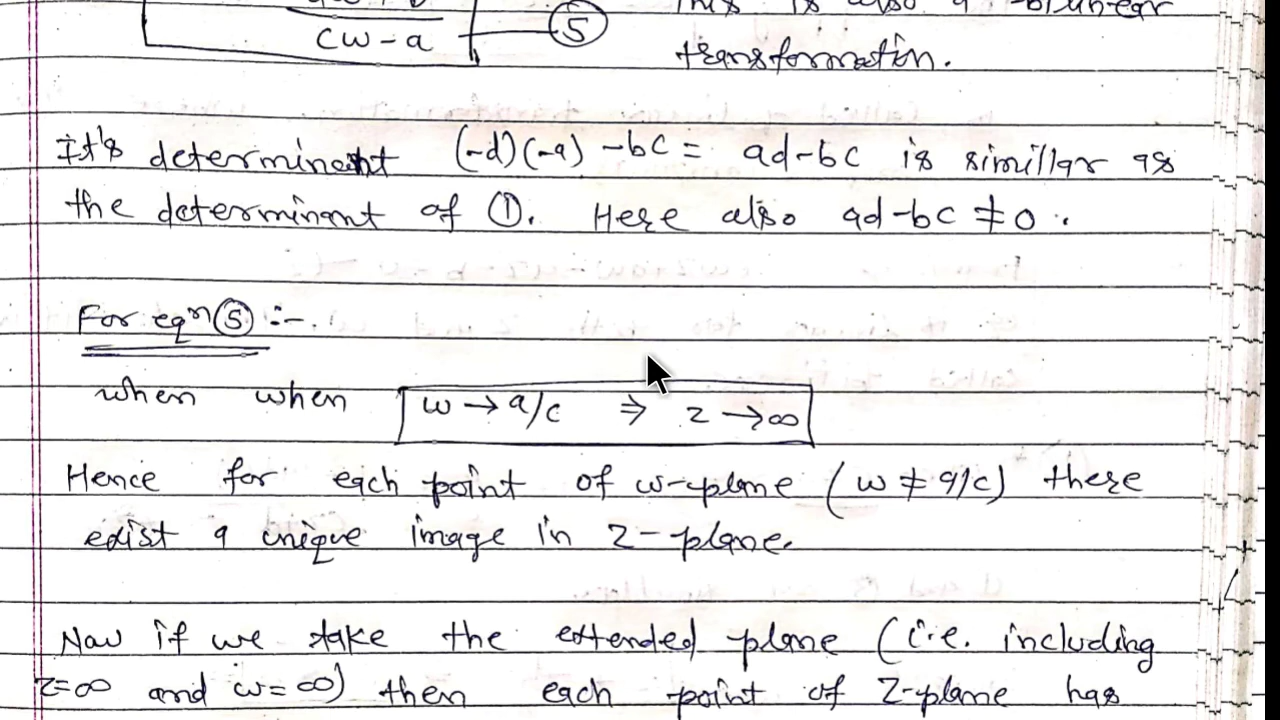 This is also a bilinear
cw-a ⑤
transformation.
It's determinant (-d)(-a) -bc = ad-bc is simillar as
the determinant of ①. Here also ad-bc ≠ 0.
For eqⁿ ⑤ :-
when when w → a/c ⇒ z → ∞
Hence for each point of w-plane (w ≠ a/c) there
exist a unique image in z-plane.
Now if we take the extended plane (i.e. including
z=∞ and w=∞) then each point of z-plane has